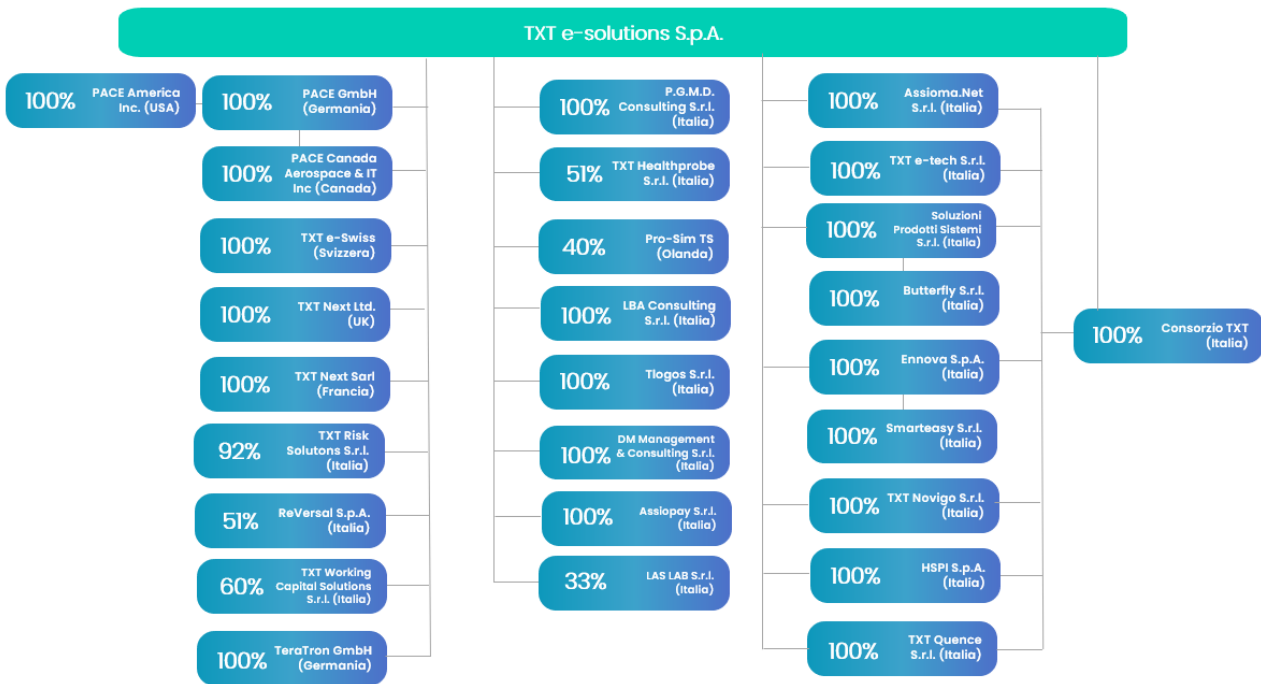 TXT e-solutions S.p.A.
100%
PACE America
Inc. (USA)
100%
PACE GmbH
(Germania)
100%
PACE Canada
Aerospace & IT
Inc (Canada)
100%
TXT e-Swiss
(Svizzera)
100%
TXT Next Ltd.
(UK)
100%
TXT Next Sarl
(Francia)
92%
TXT Risk
Solutons S.r.l.
(Italia)
51%
ReVersal S.p.A.
(Italia)
60%
TXT Working
Capital Solutions
S.r.l. (Italia)
100%
TeraTron GmbH
(Germania)
100%
P.G.M.D.
Consulting S.r.l.
(Italia)
51%
TXT Healthprobe
S.r.l. (Italia)
40%
Pro-Sim TS
(Olanda)
100%
LBA Consulting
S.r.l. (Italia)
100%
Tlogos S.r.l.
(Italia)
100%
DM Management
& Consulting S.r.l.
(Italia)
100%
Assiopay S.r.l.
(Italia)
33%
LAS LAB S.r.l.
(Italia)
100%
Assioma.Net
S.r.l. (Italia)
100%
TXT e-tech S.r.l.
(Italia)
100%
Soluzioni
Prodotti Sistemi
S.r.l. (Italia)
100%
Butterfly S.r.l.
(Italia)
100%
Ennova S.p.A.
(Italia)
100%
Smarteasy S.r.l.
(Italia)
100%
TXT Novigo S.r.l.
(Italia)
100%
HSPI S.p.A.
(Italia)
100%
TXT Quence
S.r.l. (Italia)
100%
Consorzio TXT
(Italia)